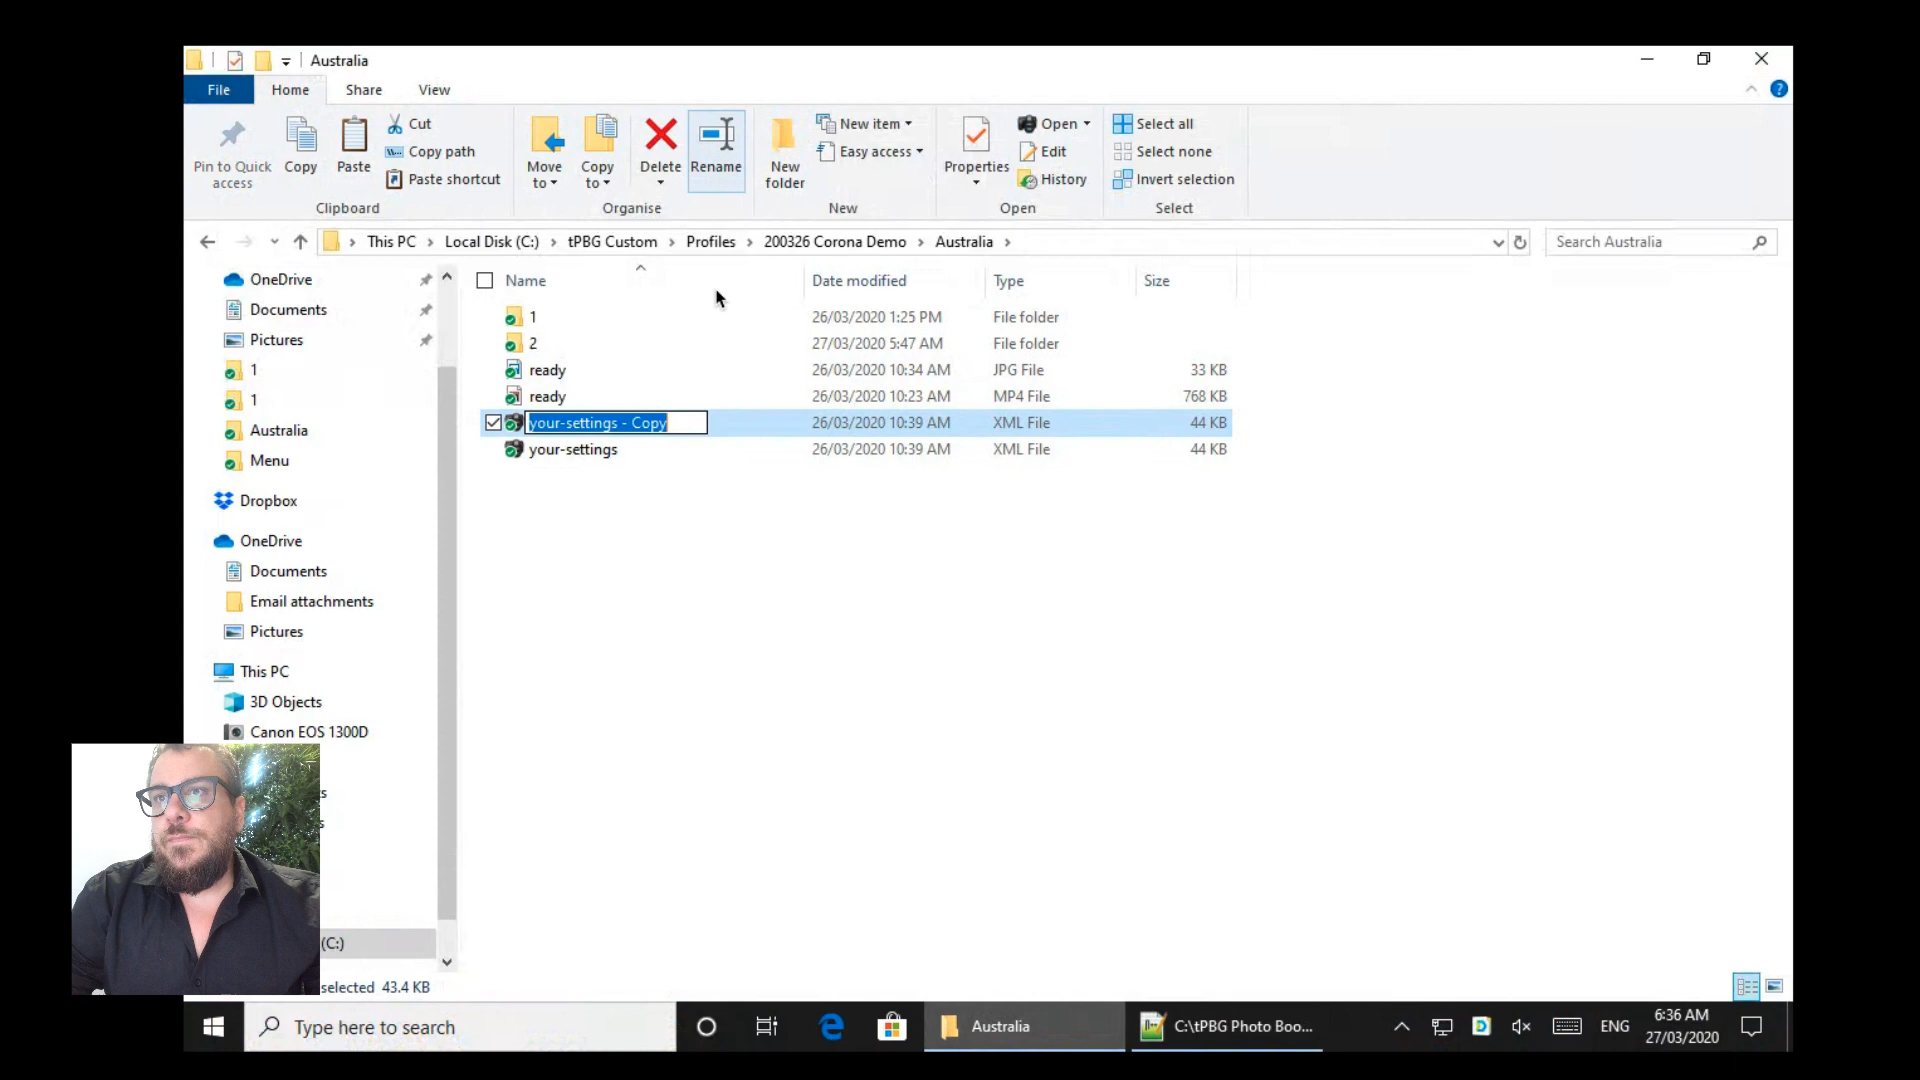 Australia
File Home Share View
Pin to Quick access
Copy
Paste
Cut
Copy path
Paste shortcut
Clipboard
Move to
Copy to
Delete
Rename
Organise
New folder
New item
Easy access
New
Properties
Open
Edit
History
Open
Select all
Select none
Invert selection
Select
This PC > Local Disk (C:) > tPBG Custom > Profiles > 200326 Corona Demo > Australia >
Search Australia
Name Date modified Type Size
1 26/03/2020 1:25 PM File folder
2 27/03/2020 5:47 AM File folder
ready 26/03/2020 10:34 AM JPG File 33 KB
ready 26/03/2020 10:23 AM MP4 File 768 KB
your-settings - Copy 26/03/2020 10:39 AM XML File 44 KB
your-settings 26/03/2020 10:39 AM XML File 44 KB
OneDrive
Documents
Pictures
1
1
Australia
Menu
Dropbox
OneDrive
Documents
Email attachments
Pictures
This PC
3D Objects
Canon EOS 1300D
(C:)
selected 43.4 KB
Type here to search
Australia
C:\tPBG Photo Boo...
ENG
6:36 AM
27/03/2020